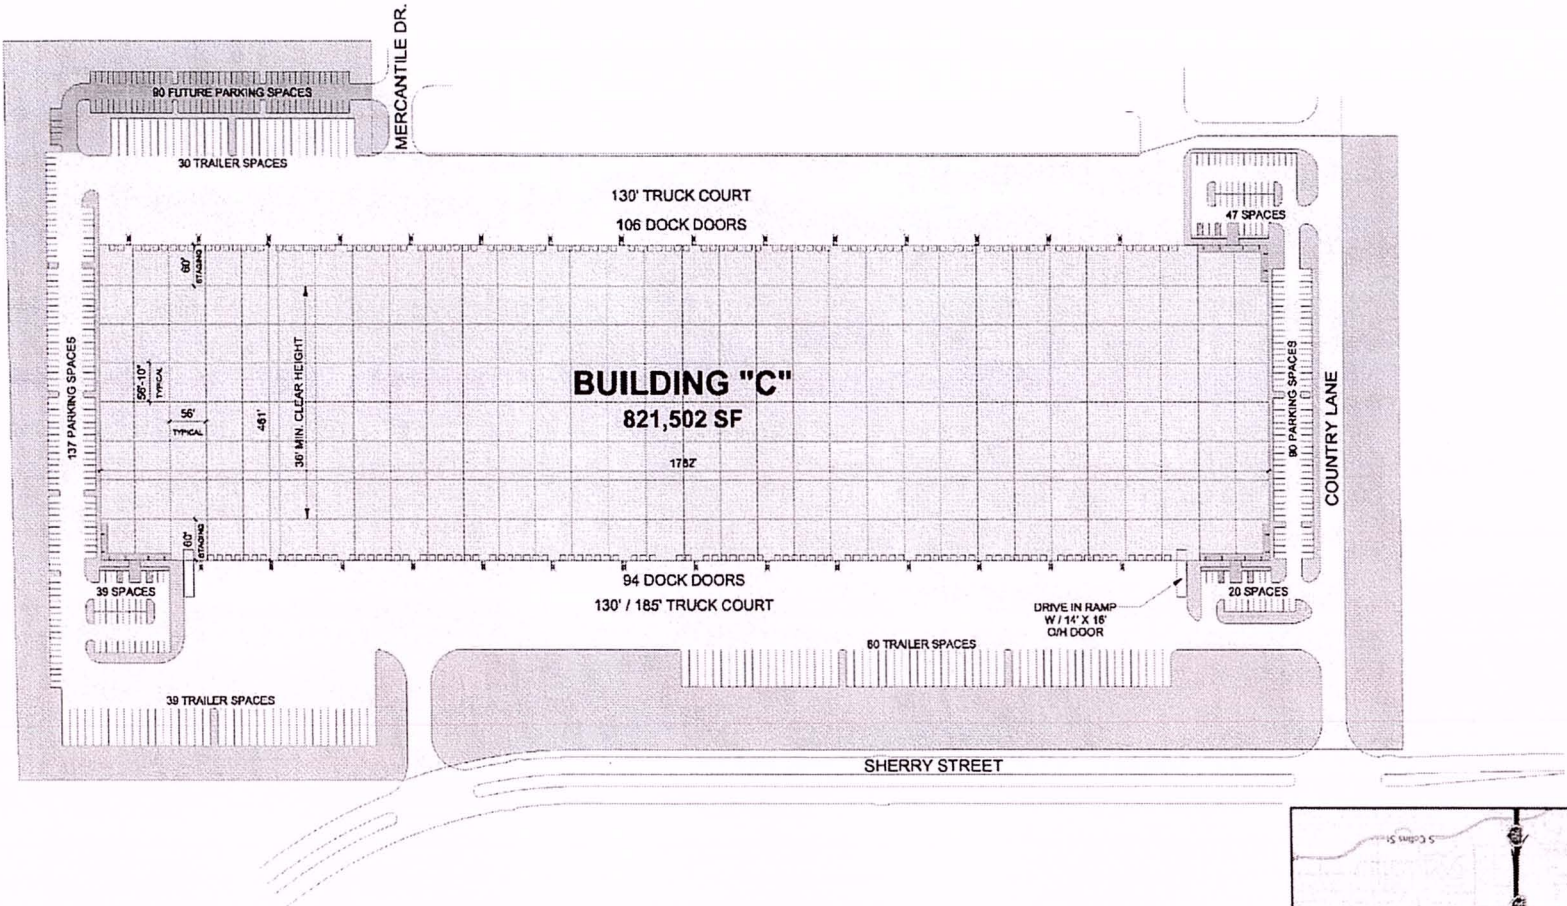 MERCANTILE DR.
90 FUTURE PARKING SPACES
30 TRAILER SPACES
130' TRUCK COURT
106 DOCK DOORS
47 SPACES
60'
STAGING
137 PARKING SPACES
56'-10"
TYPICAL
56'
TYPICAL
461'
36' MIN. CLEAR HEIGHT
BUILDING "C"
821,502 SF
1782'
90 PARKING SPACES
COUNTRY LANE
60'
STAGING
39 SPACES
94 DOCK DOORS
130' / 185' TRUCK COURT
DRIVE IN RAMP
W / 14' X 16'
O/H DOOR
20 SPACES
60 TRAILER SPACES
39 TRAILER SPACES
SHERRY STREET
S Collins St